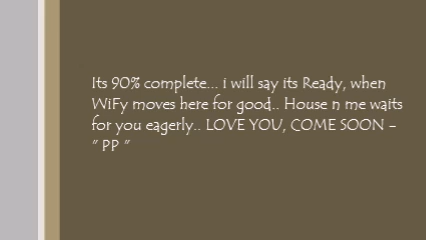 Its 90% complete... i will say its Ready, when
WiFy moves here for good.. House n me waits
for you eagerly.. LOVE YOU, COME SOON -
" PP "